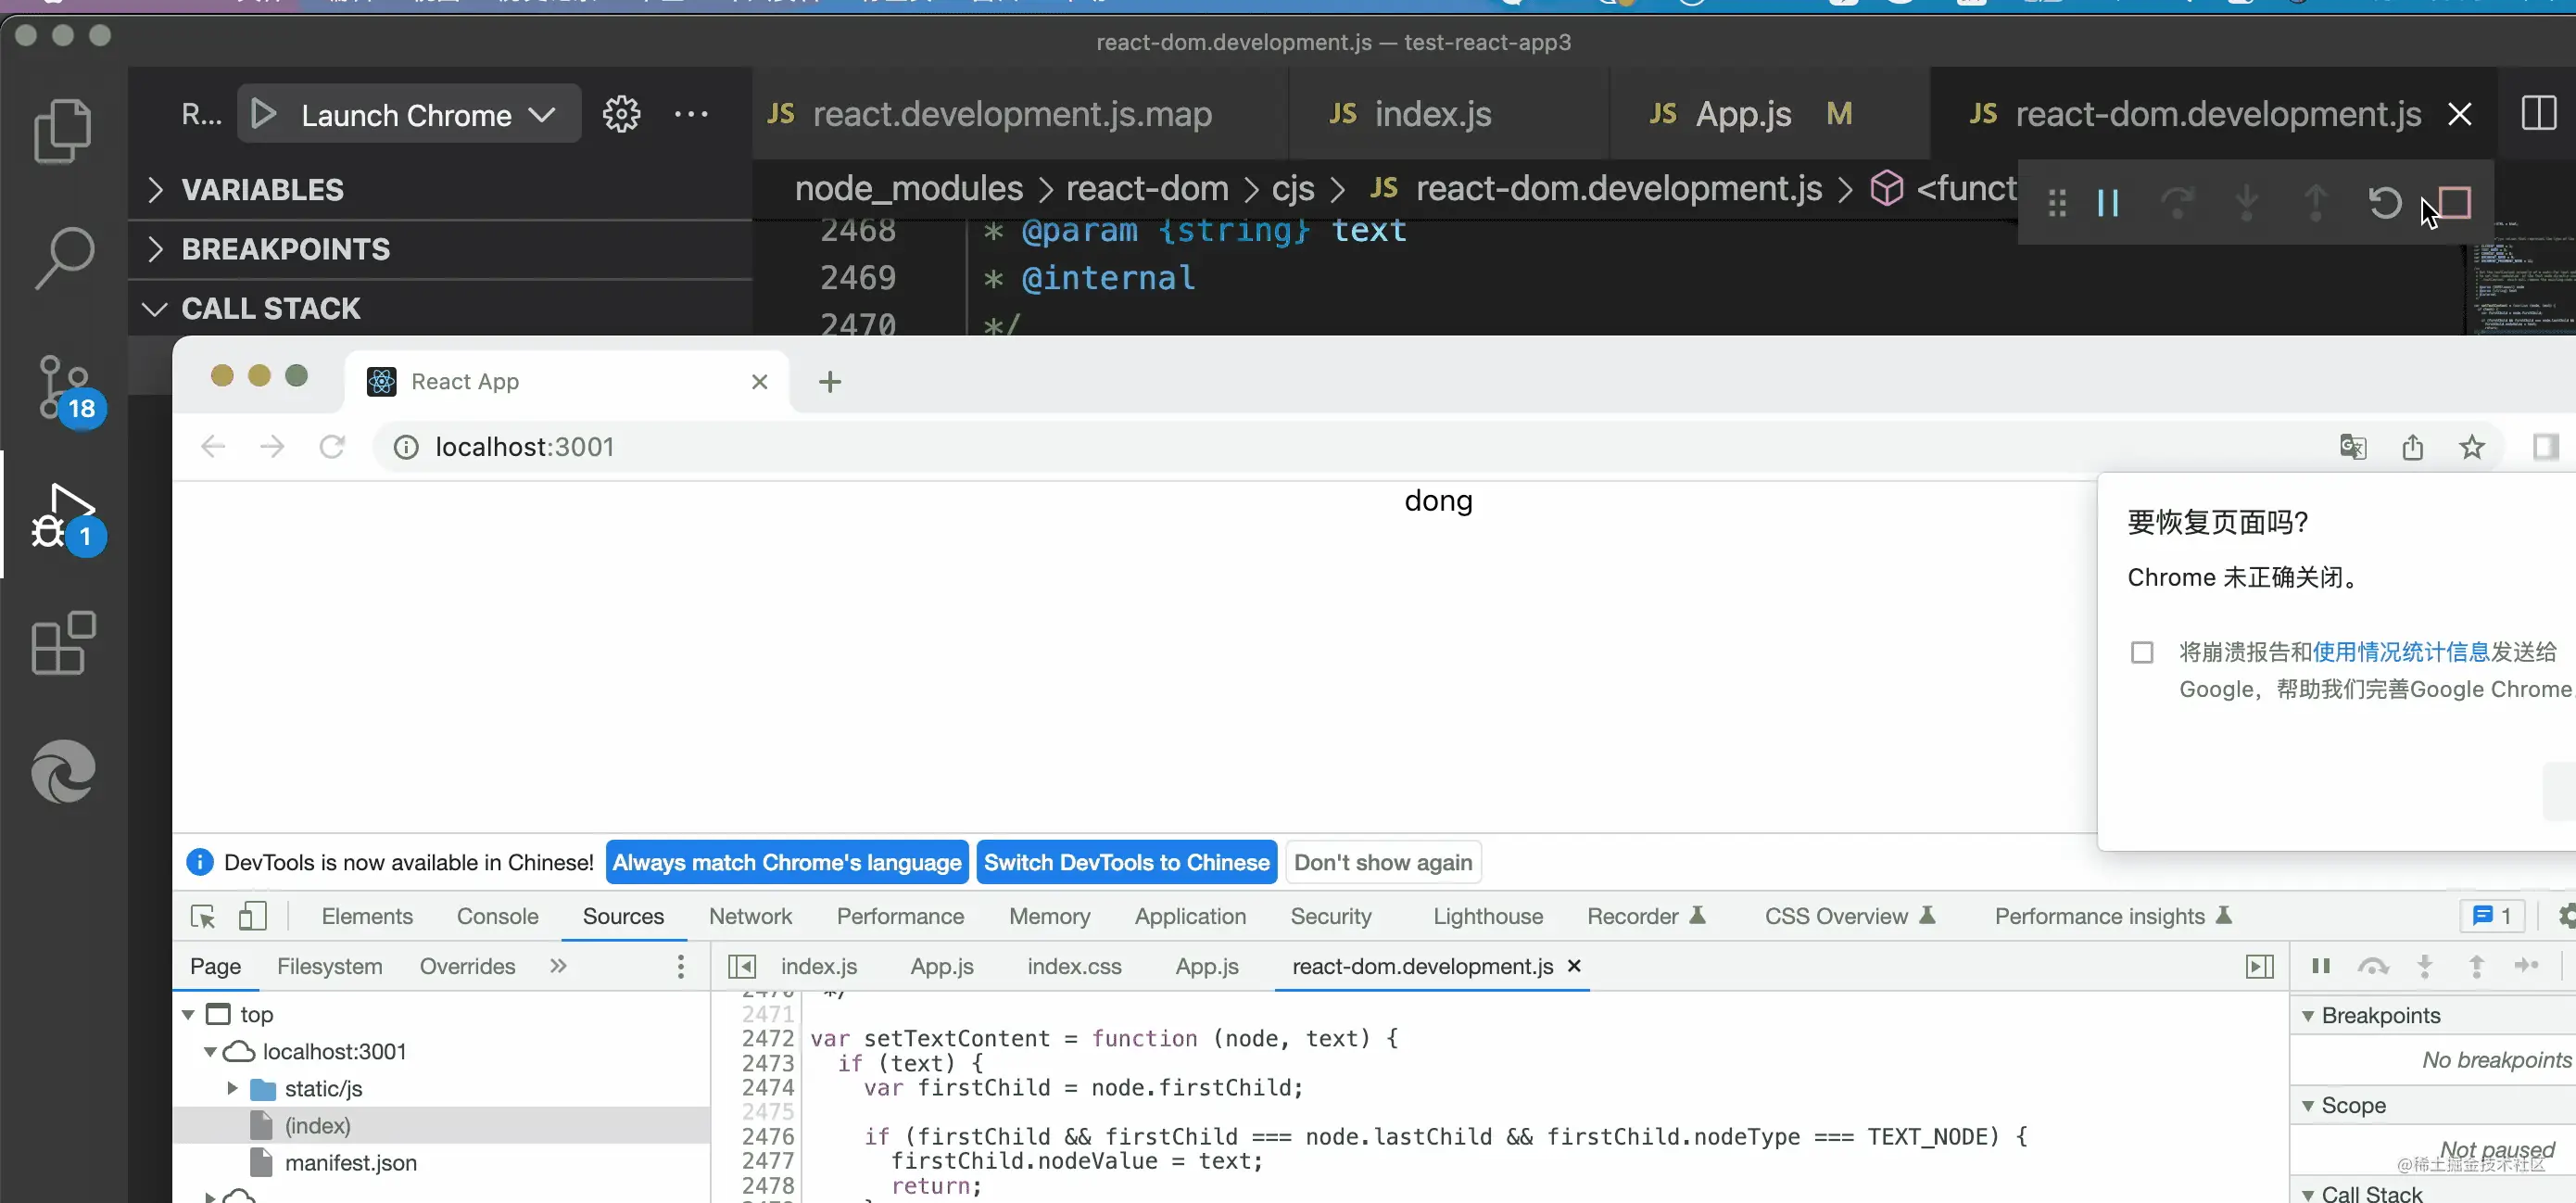 react-dom.development.js — test-react-app3
R... Launch Chrome
JS react.development.js.map JS index.js JS App.js M JS react-dom.development.js
VARIABLES
node_modules > react-dom > cjs > JS react-dom.development.js > <funct
2468 * @param {string} text
BREAKPOINTS
2469 * @internal
CALL STACK
2470 */
React App
18
localhost:3001
dong
要恢复页面吗?
1
Chrome 未正确关闭。
将崩溃报告和使用情况统计信息发送给
Google，帮助我们完善Google Chrome
DevTools is now available in Chinese! Always match Chrome's language Switch DevTools to Chinese Don't show again
Elements Console Sources Network Performance Memory Application Security Lighthouse Recorder CSS Overview Performance insights 1
Page Filesystem Overrides » index.js App.js index.css App.js react-dom.development.js
2470 */
top
2471
Breakpoints
2472 var setTextContent = function (node, text) {
localhost:3001
2473 if (text) {
No breakpoints
static/js
2474 var firstChild = node.firstChild;
2475
Scope
(index)
2476 if (firstChild && firstChild === node.lastChild && firstChild.nodeType === TEXT_NODE) {
Not paused
manifest.json
2477 firstChild.nodeValue = text;
@稀土掘金技术社区
2478 return;
Call Stack